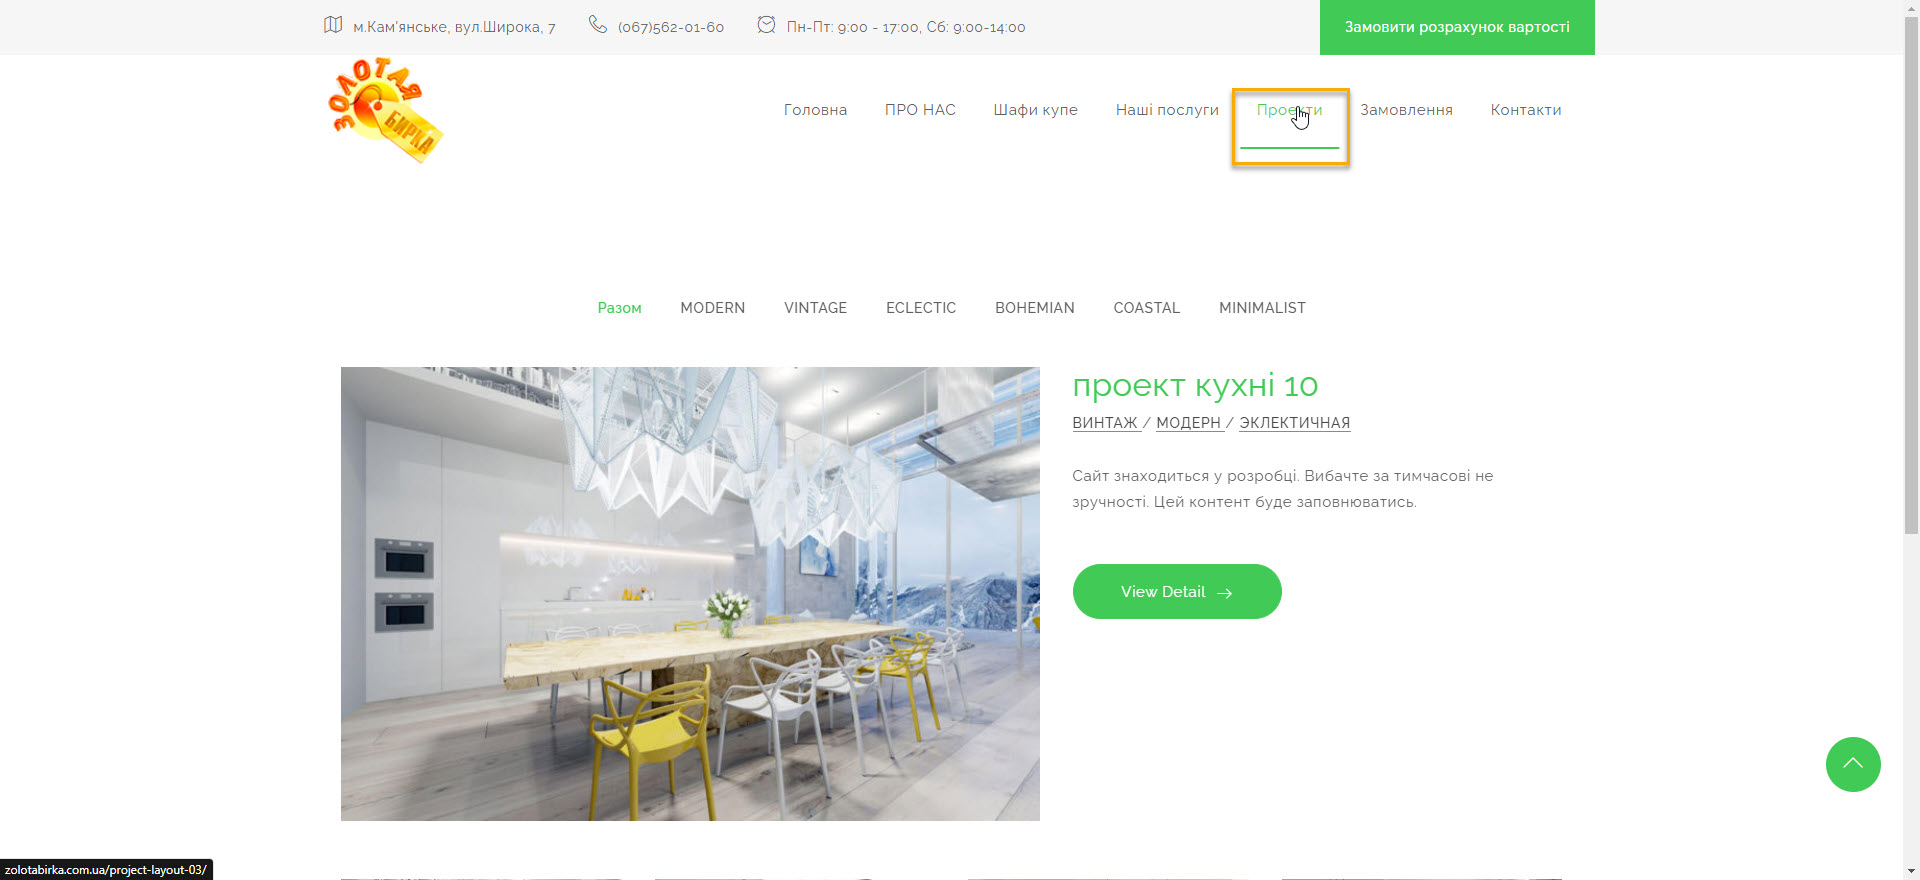 м.Кам'янське, вул.Широка, 7
(067)562-01-60
Пн-Пт: 9:00 - 17:00, Сб: 9:00-14:00
Замовити розрахунок вартості
ЗОЛОТАЯ
БИРКА
Головна
ПРО НАС
Шафи купе
Наші послуги
Проекти
Замовлення
Контакти
Разом
MODERN
VINTAGE
ECLECTIC
BOHEMIAN
COASTAL
MINIMALIST
проект кухні 10
ВИНТАЖ / МОДЕРН / ЭКЛЕКТИЧНАЯ
Сайт знаходиться у розробці. Вибачте за тимчасові не
зручності. Цей контент буде заповнюватись.
View Detail →
zolotabirka.com.ua/project-layout-03/